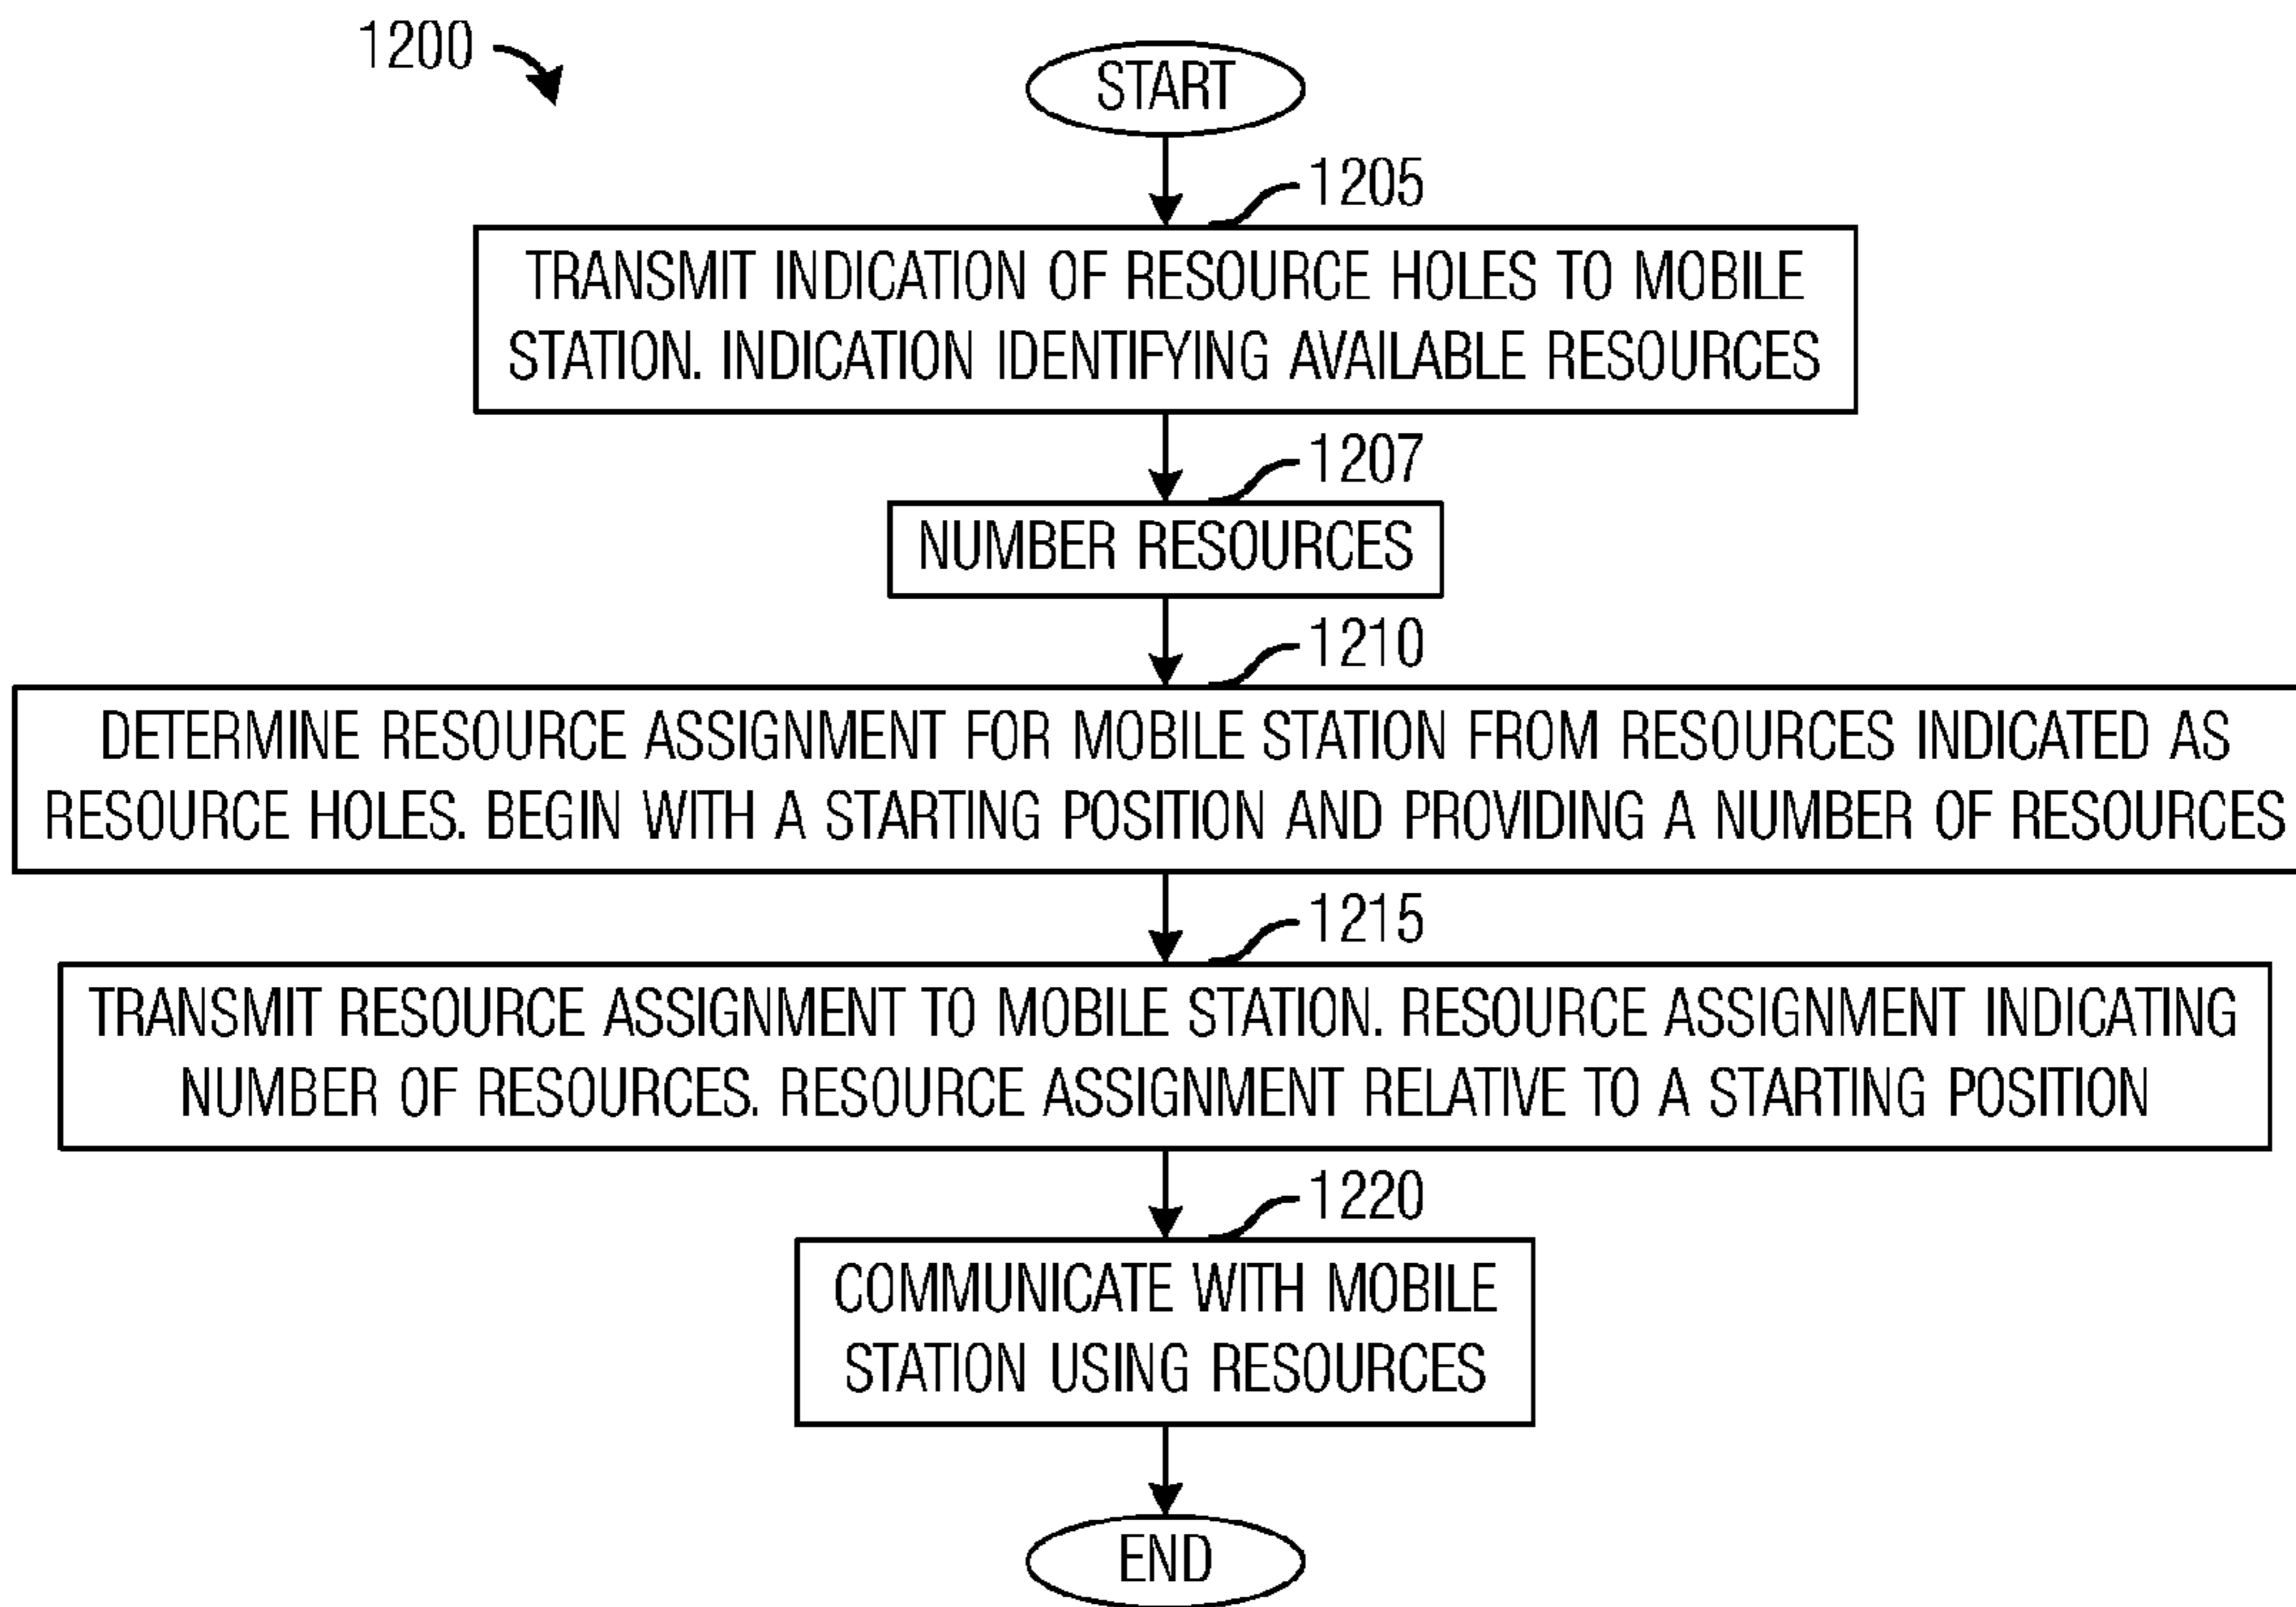 1200
START
1205
TRANSMIT INDICATION OF RESOURCE HOLES TO MOBILE
STATION. INDICATION IDENTIFYING AVAILABLE RESOURCES
1207
NUMBER RESOURCES
1210
DETERMINE RESOURCE ASSIGNMENT FOR MOBILE STATION FROM RESOURCES INDICATED AS
RESOURCE HOLES. BEGIN WITH A STARTING POSITION AND PROVIDING A NUMBER OF RESOURCES
1215
TRANSMIT RESOURCE ASSIGNMENT TO MOBILE STATION. RESOURCE ASSIGNMENT INDICATING
NUMBER OF RESOURCES. RESOURCE ASSIGNMENT RELATIVE TO A STARTING POSITION
1220
COMMUNICATE WITH MOBILE
STATION USING RESOURCES
END